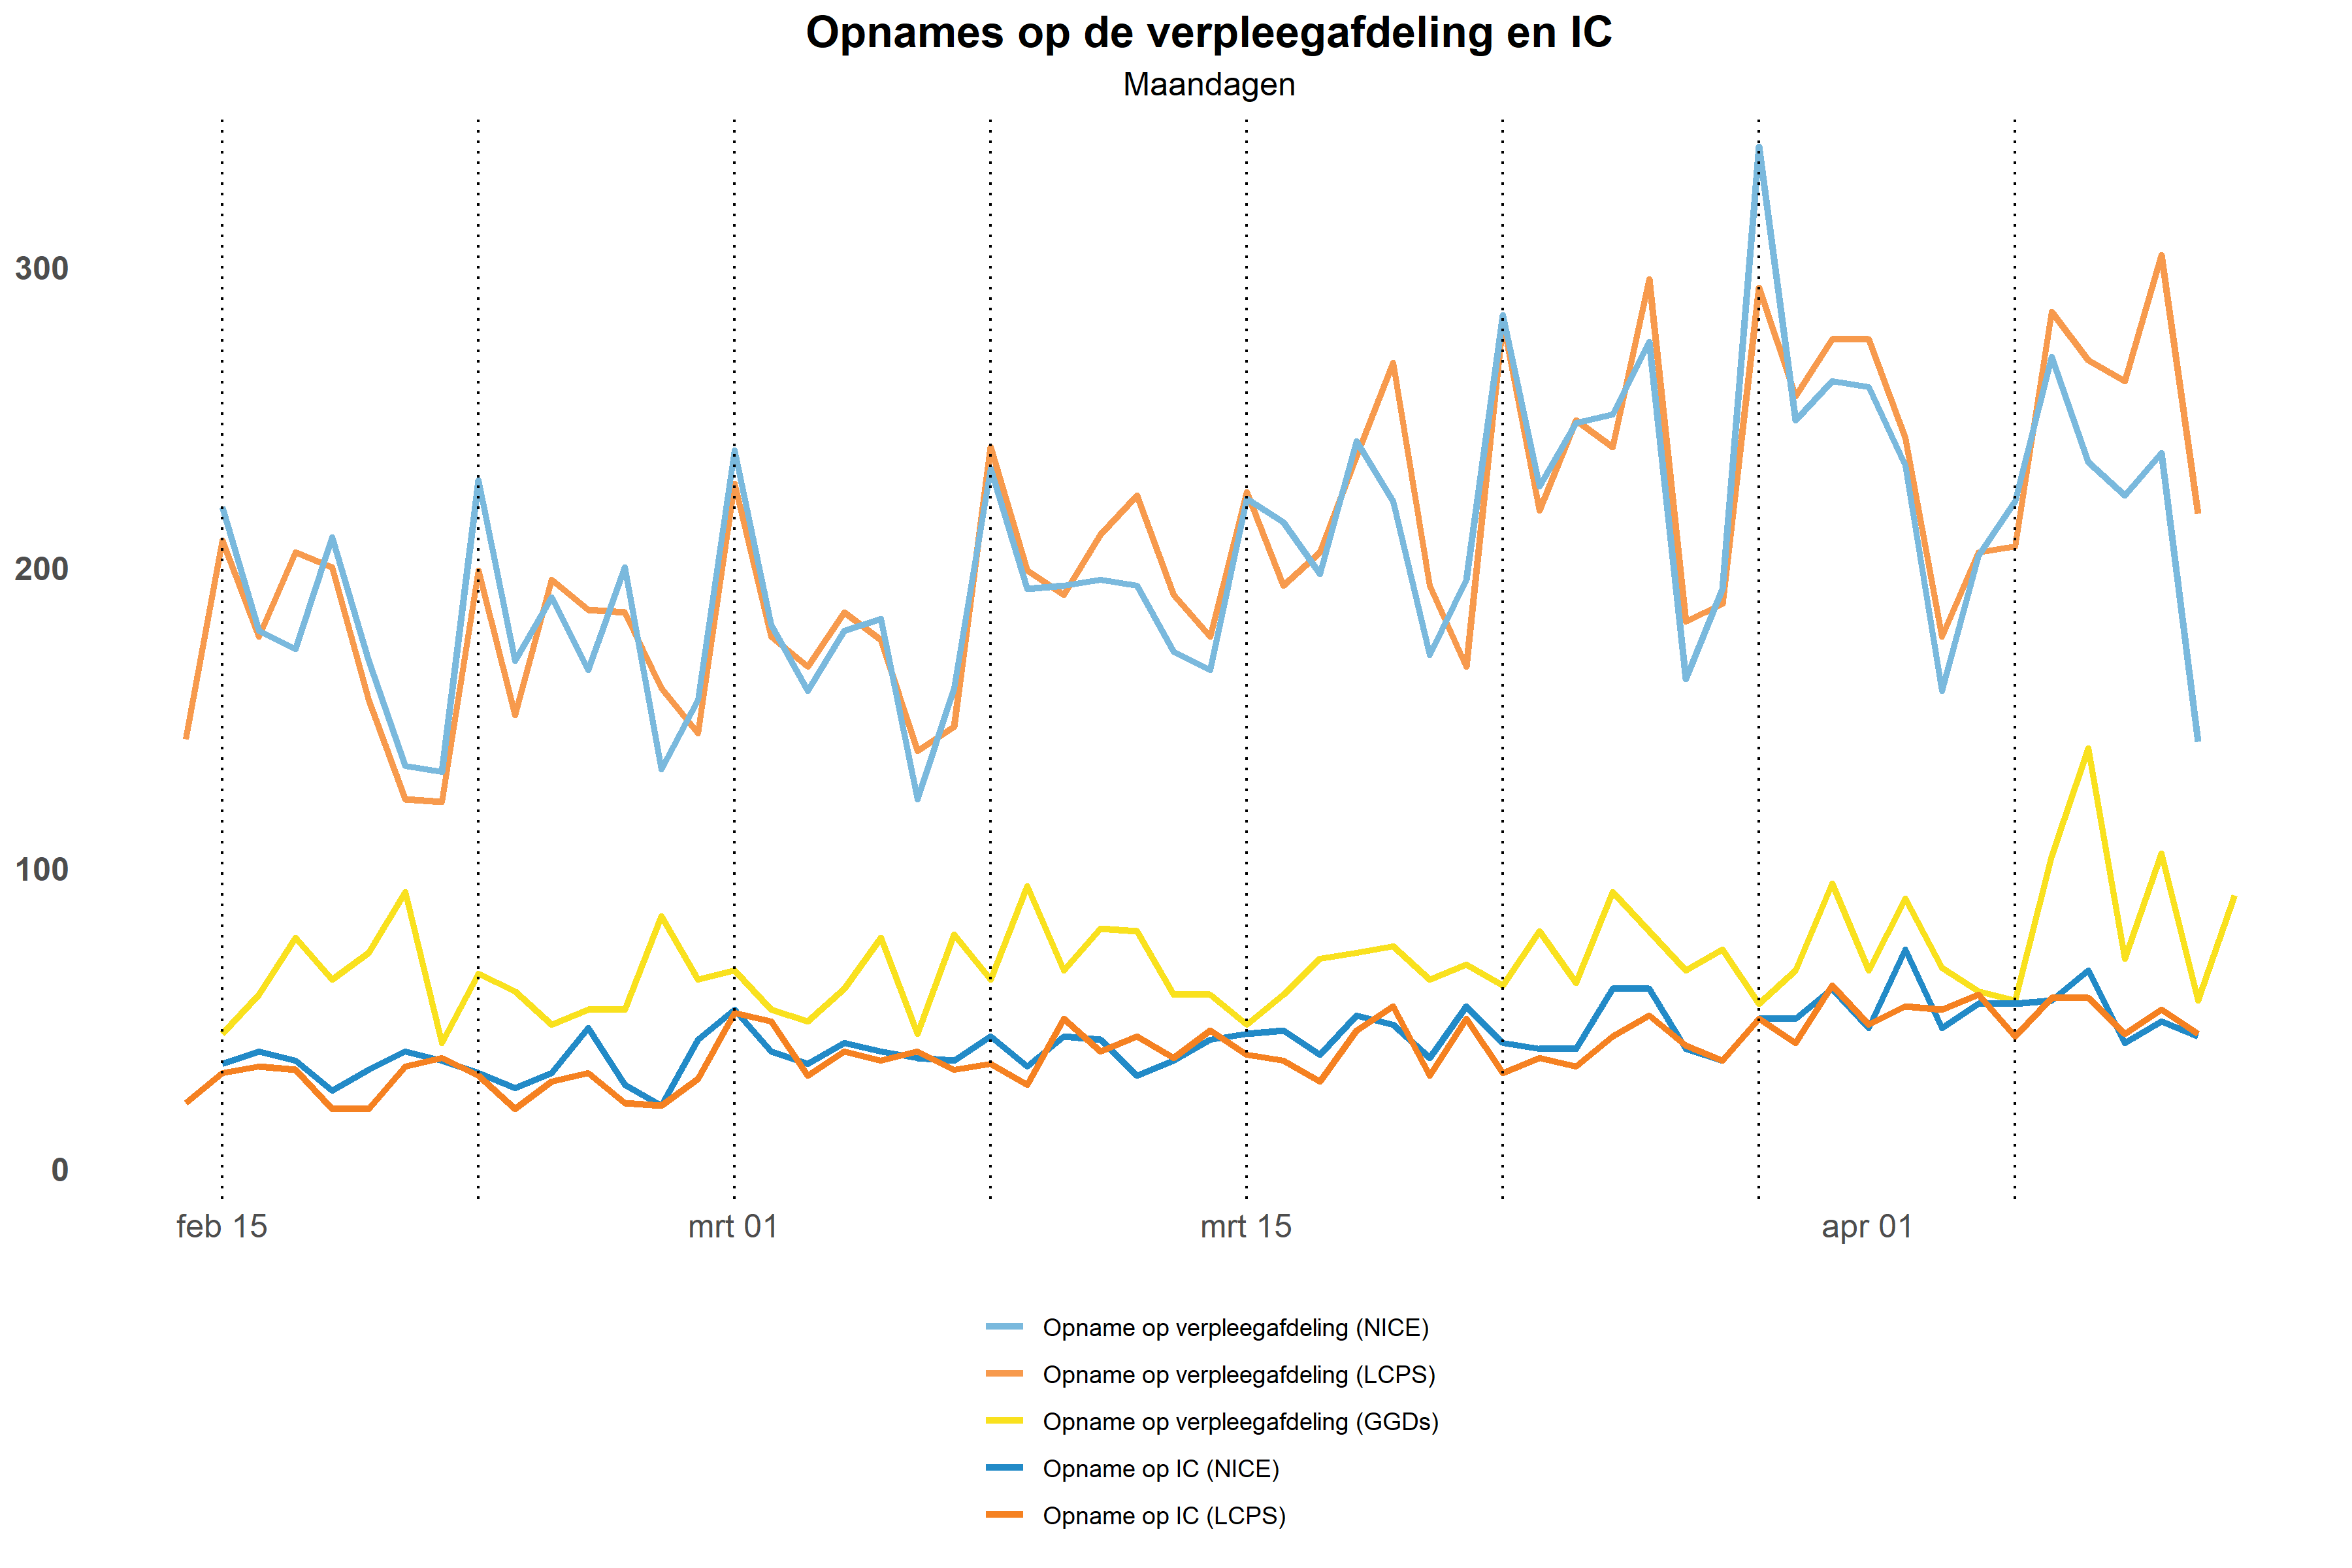 Opnames op de verpleegafdeling en IC
Maandagen
300
200
100
0
feb 15
mrt 01
mrt 15
apr 01
Opname op verpleegafdeling (NICE)
Opname op verpleegafdeling (LCPS)
Opname op verpleegafdeling (GGDs)
Opname op IC (NICE)
Opname op IC (LCPS)